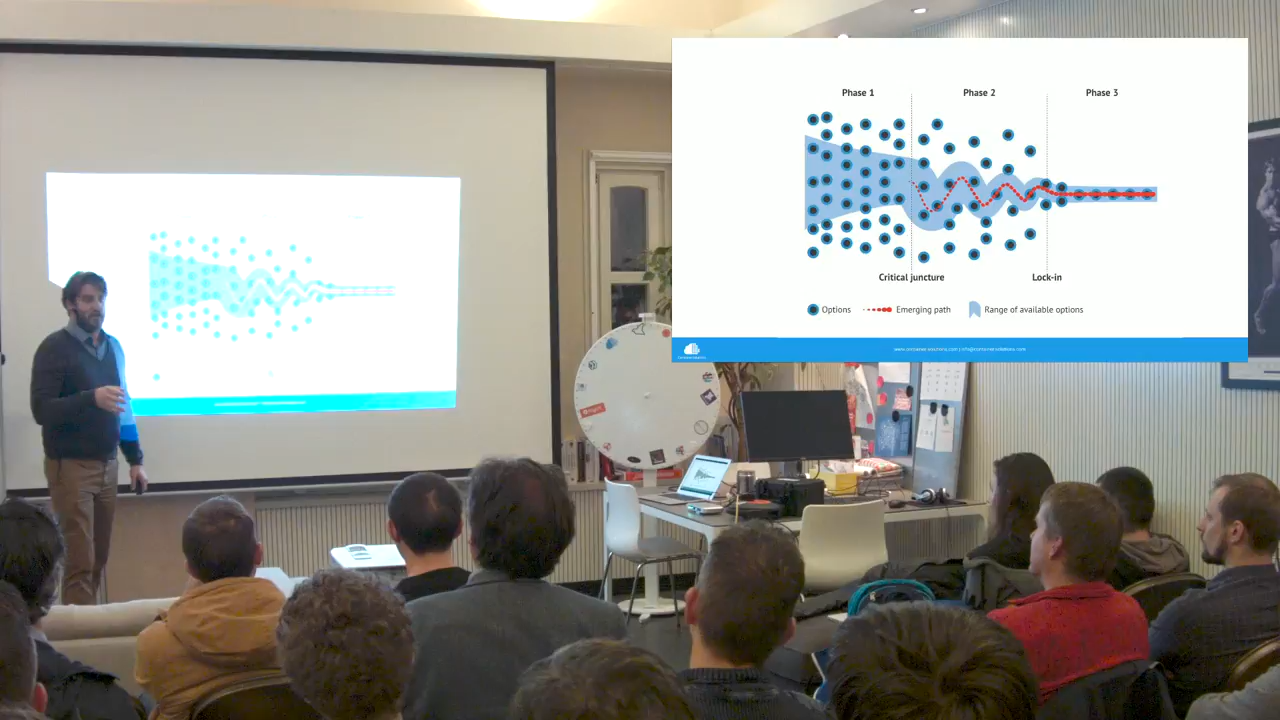 Phase 1 Phase 2 Phase 3
Critical juncture Lock-in
Options Emerging path Range of available options